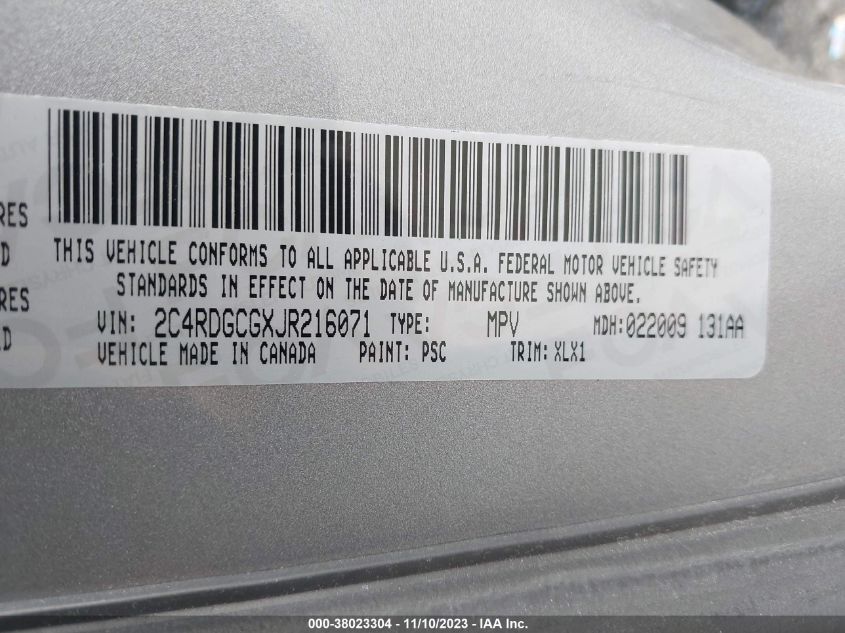 RES
D
RES
D
THIS VEHICLE CONFORMS TO ALL APPLICABLE U.S.A. FEDERAL MOTOR VEHICLE SAFETY
STANDARDS IN EFFECT ON THE DATE OF MANUFACTURE SHOWN ABOVE.
VIN: 2C4RDGCGXJR216071 TYPE: MPV MDH:022009 131AA
VEHICLE MADE IN CANADA PAINT: PSC TRIM: XLX1
000-38023304 - 11/10/2023 - IAA Inc.